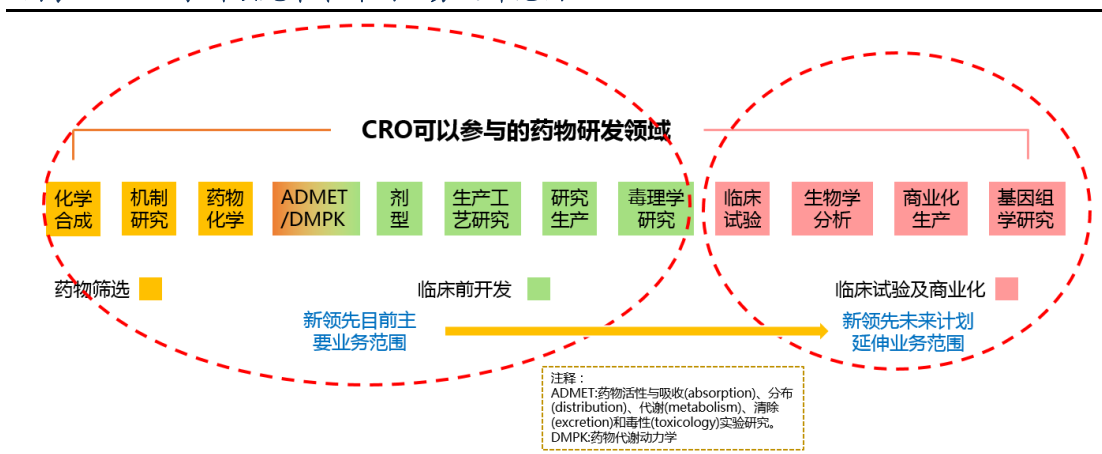 CRO可以参与的药物研发领域
化学
合成
机制
研究
药物
化学
ADMET
/DMPK
剂
型
生产工
艺研究
研究
生产
毒理学
研究
临床
试验
生物学
分析
商业化
生产
基因组
学研究
药物筛选
临床前开发
临床试验及商业化
新领先目前主
要业务范围
新领先未来计划
延伸业务范围
注释：
ADMET:药物活性与吸收(absorption)、分布
(distribution)、代谢(metabolism)、清除
(excretion)和毒性(toxicology)实验研究。
DMPK:药物代谢动力学